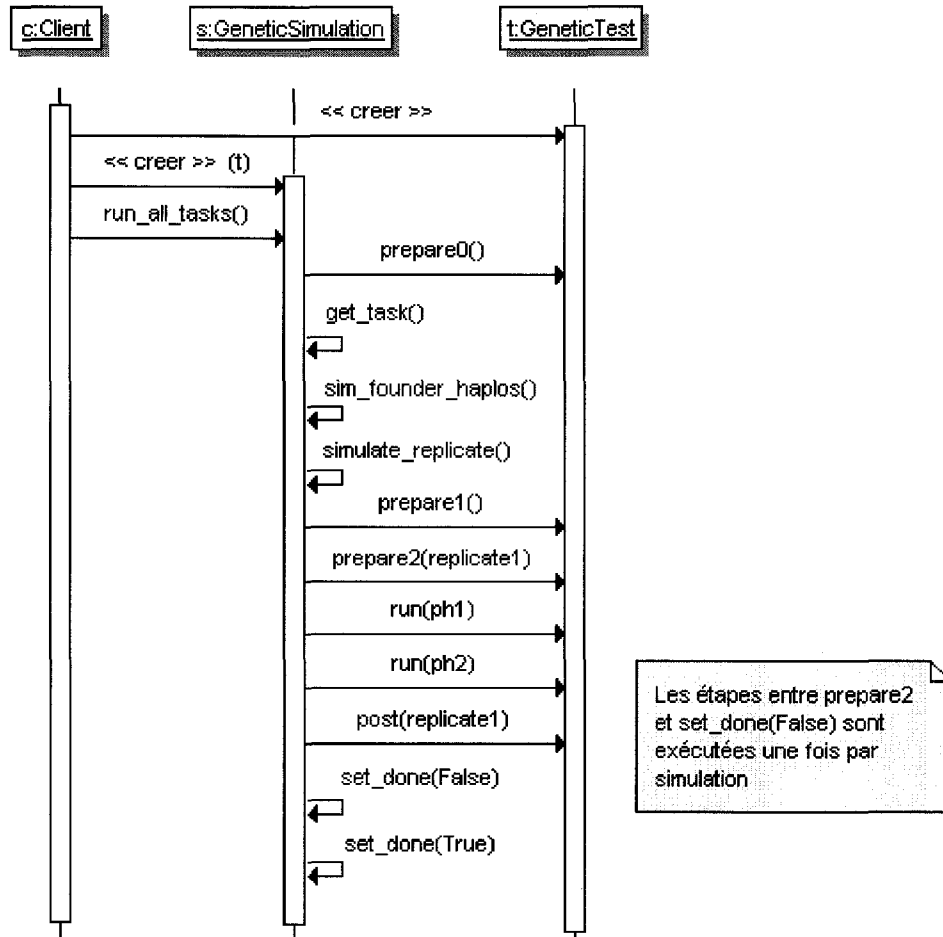 c:Client
s:GeneticSimulation
t:GeneticTest
<< creer >>
<< creer >> (t)
run_all_tasks()
prepare0()
get_task()
sim_founder_haplos()
simulate_replicate()
prepare1()
prepare2(replicate1)
run(ph1)
run(ph2)
post(replicate1)
set_done(False)
set_done(True)
Les étapes entre prepare2
et set_done(False) sont
exécutées une fois par
simulation